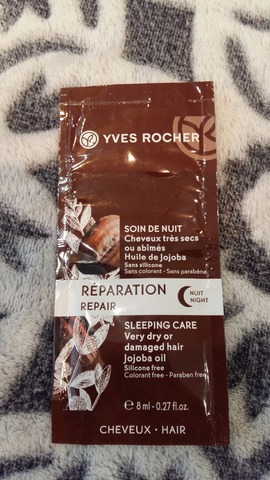 YVES ROCHER
SOIN DE NUIT
Cheveux très secs
ou abîmés
Huile de Jojoba
Sans silicone
Sans colorant - Sans parabène
RÉPARATION
REPAIR
NUIT
NIGHT
SLEEPING CARE
Very dry or
damaged hair
Jojoba oil
Silicone free
Colorant free - Paraben free
℮ 8 ml - 0.27 fl.oz.
CHEVEUX • HAIR